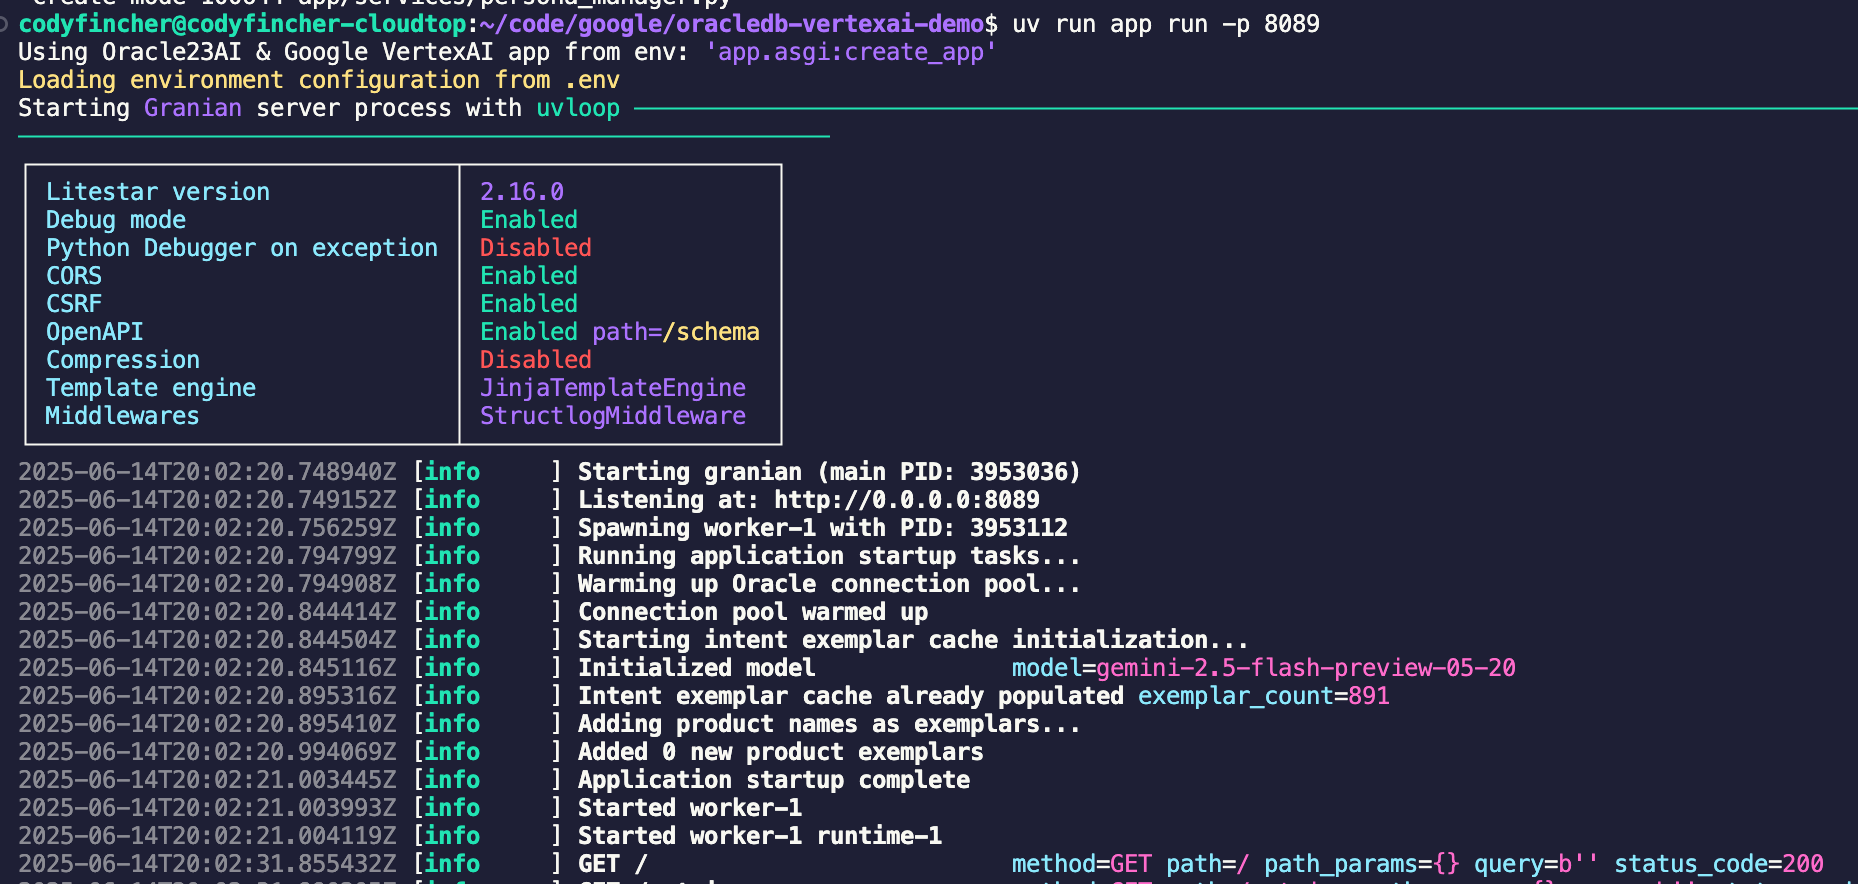 codyfincher@codyfincher-cloudtop:~/code/google/oracledb-vertexai-demo$ uv run app run -p 8089
Using Oracle23AI & Google VertexAI app from env: 'app.asgi:create_app'
Loading environment configuration from .env
Starting Granian server process with uvloop
Litestar version 2.16.0
Debug mode Enabled
Python Debugger on exception Disabled
CORS Enabled
CSRF Enabled
OpenAPI Enabled path=/schema
Compression Disabled
Template engine JinjaTemplateEngine
Middlewares StructlogMiddleware
2025-06-14T20:02:20.748940Z [info     ] Starting granian (main PID: 3953036)
2025-06-14T20:02:20.749152Z [info     ] Listening at: http://0.0.0.0:8089
2025-06-14T20:02:20.756259Z [info     ] Spawning worker-1 with PID: 3953112
2025-06-14T20:02:20.794799Z [info     ] Running application startup tasks...
2025-06-14T20:02:20.794908Z [info     ] Warming up Oracle connection pool...
2025-06-14T20:02:20.844414Z [info     ] Connection pool warmed up
2025-06-14T20:02:20.844504Z [info     ] Starting intent exemplar cache initialization...
2025-06-14T20:02:20.845116Z [info     ] Initialized model              model=gemini-2.5-flash-preview-05-20
2025-06-14T20:02:20.895316Z [info     ] Intent exemplar cache already populated exemplar_count=891
2025-06-14T20:02:20.895410Z [info     ] Adding product names as exemplars...
2025-06-14T20:02:20.994069Z [info     ] Added 0 new product exemplars
2025-06-14T20:02:21.003445Z [info     ] Application startup complete
2025-06-14T20:02:21.003993Z [info     ] Started worker-1
2025-06-14T20:02:21.004119Z [info     ] Started worker-1 runtime-1
2025-06-14T20:02:31.855432Z [info     ] GET /                          method=GET path=/ path_params={} query=b'' status_code=200